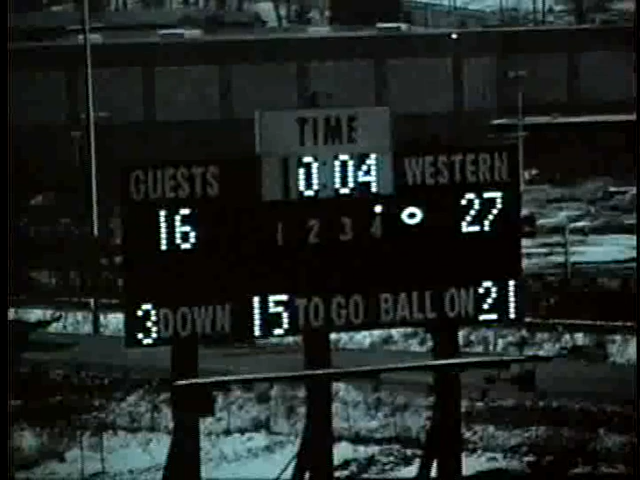 TIME
GUESTS 0 04 WESTERN
16 1 2 3 4 27
3 DOWN 15 TO GO BALL ON 21